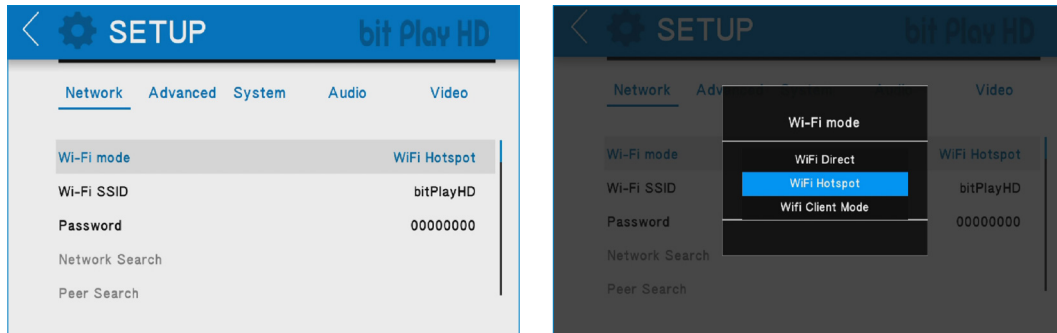 SETUP bit Play HD
Network Advanced System Audio Video
Wi-Fi mode WiFi Hotspot
Wi-Fi SSID bitPlayHD
Password 00000000
Network Search
Peer Search
SETUP bit Play HD
Network Adv Video
Wi-Fi mode
Wi-Fi mode WiFi Hotspot
WiFi Direct
Wi-Fi SSID bitPlayHD
WiFi Hotspot
Wifi Client Mode
Password 00000000
Network Search
Peer Search